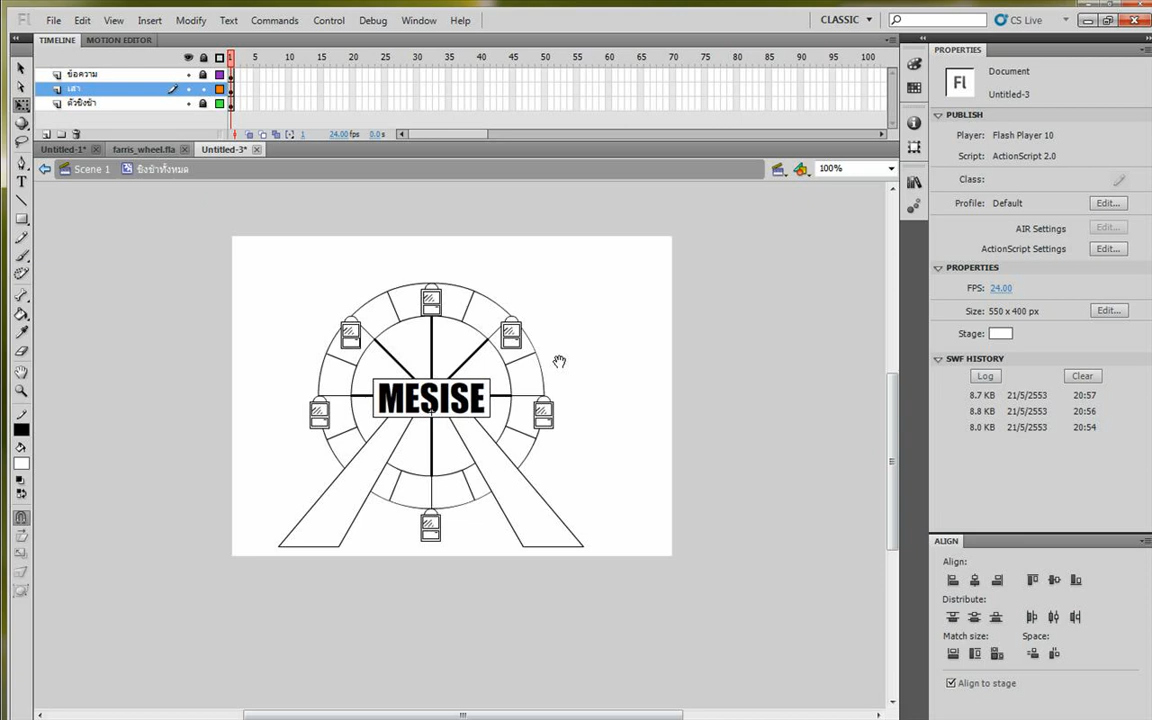 Fl File Edit View Insert Modify Text Commands Control Debug Window Help CLASSIC CS Live
TIMELINE MOTION EDITOR
1 5 10 15 20 25 30 35 40 45 50 55 60 65 70 75 80 85 90 95 100
ข้อความ
เสา
ตัวชิงช้า
1 24.00 fps 0.0 s
Untitled-1* farris_wheel.fla Untitled-3*
Scene 1 ชิงช้าทั้งหมด 100%
MESISE
PROPERTIES
Fl Document
Untitled-3
PUBLISH
Player: Flash Player 10
Script: ActionScript 2.0
Class:
Profile: Default Edit...
AIR Settings Edit...
ActionScript Settings Edit...
PROPERTIES
FPS: 24.00
Size: 550 x 400 px Edit...
Stage:
SWF HISTORY
Log Clear
8.7 KB 21/5/2553 20:57
8.8 KB 21/5/2553 20:56
8.0 KB 21/5/2553 20:54
ALIGN
Align:
Distribute:
Match size: Space:
Align to stage